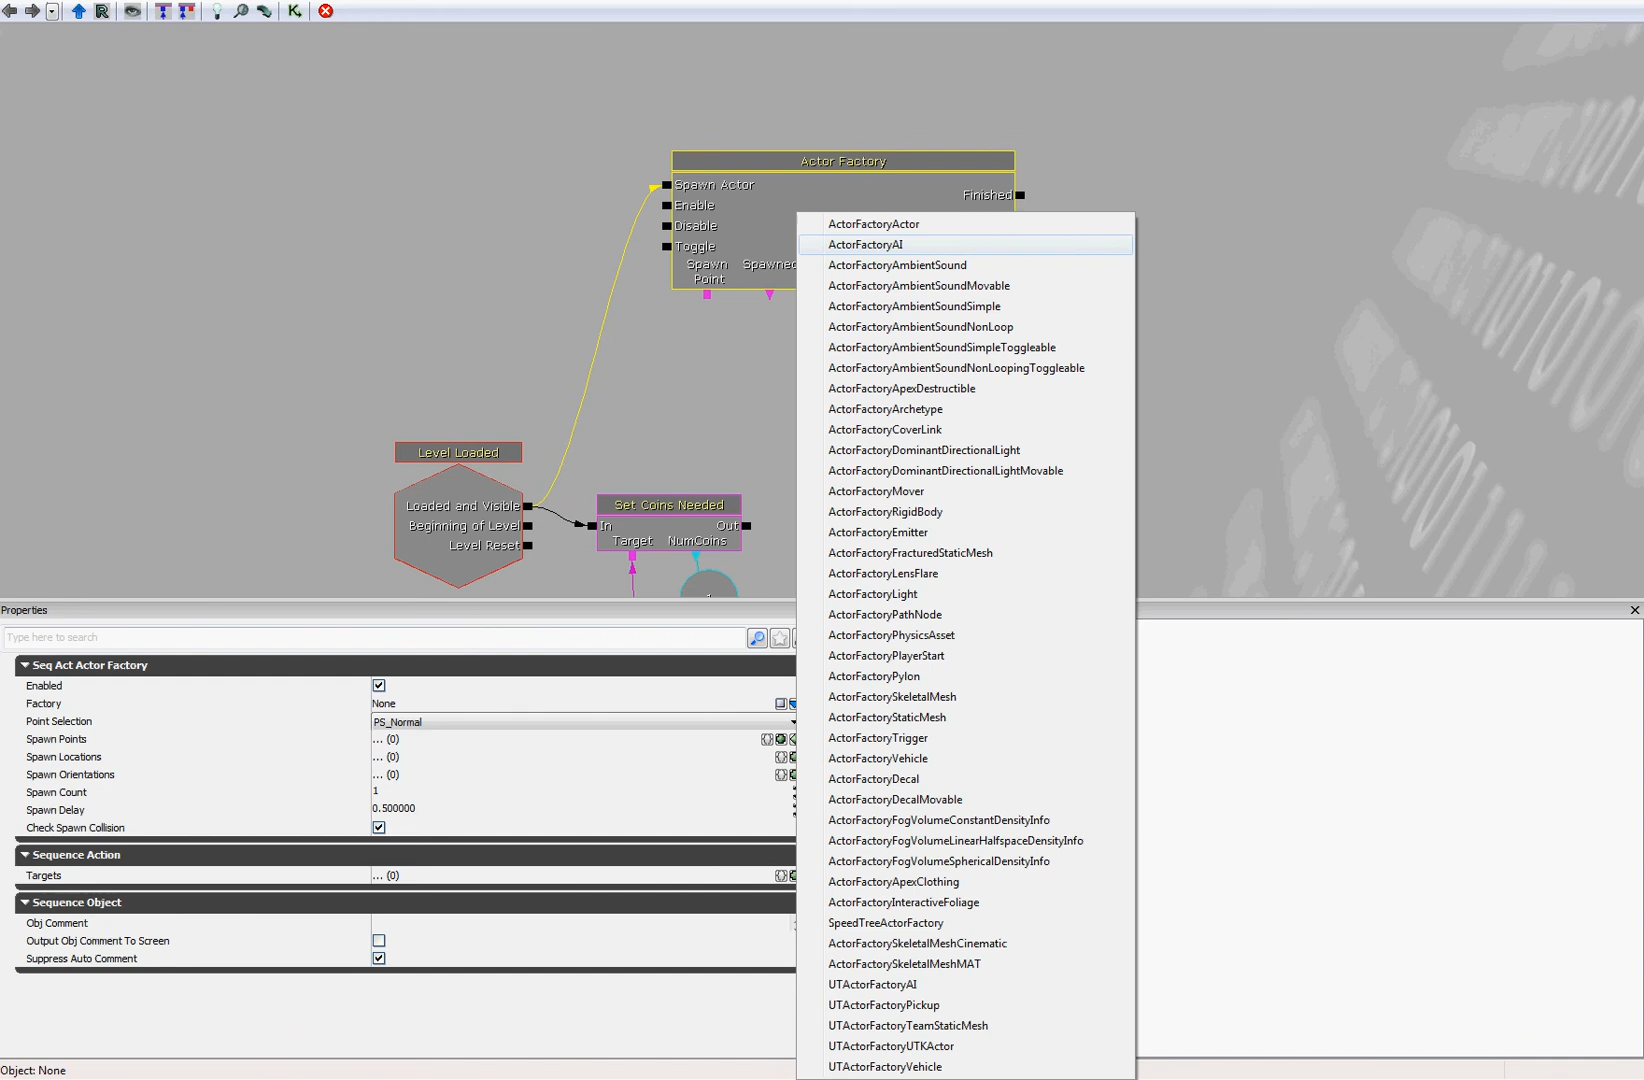 Actor Factory
Spawn Actor
Finished
Enable
Disable
Toggle
Spawn Point
Spawned
Level Loaded
Loaded and Visible
Beginning of Level
Level Reset
Set Coins Needed
In
Out
Target
NumCoins
ActorFactoryActor
ActorFactoryAI
ActorFactoryAmbientSound
ActorFactoryAmbientSoundMovable
ActorFactoryAmbientSoundSimple
ActorFactoryAmbientSoundNonLoop
ActorFactoryAmbientSoundSimpleToggleable
ActorFactoryAmbientSoundNonLoopingToggleable
ActorFactoryApexDestructible
ActorFactoryArchetype
ActorFactoryCoverLink
ActorFactoryDominantDirectionalLight
ActorFactoryDominantDirectionalLightMovable
ActorFactoryMover
ActorFactoryRigidBody
ActorFactoryEmitter
ActorFactoryFracturedStaticMesh
ActorFactoryLensFlare
ActorFactoryLight
ActorFactoryPathNode
ActorFactoryPhysicsAsset
ActorFactoryPlayerStart
ActorFactoryPylon
ActorFactorySkeletalMesh
ActorFactoryStaticMesh
ActorFactoryTrigger
ActorFactoryVehicle
ActorFactoryDecal
ActorFactoryDecalMovable
ActorFactoryFogVolumeConstantDensityInfo
ActorFactoryFogVolumeLinearHalfspaceDensityInfo
ActorFactoryFogVolumeSphericalDensityInfo
ActorFactoryApexClothing
ActorFactoryInteractiveFoliage
SpeedTreeActorFactory
ActorFactorySkeletalMeshCinematic
ActorFactorySkeletalMeshMAT
UTActorFactoryAI
UTActorFactoryPickup
UTActorFactoryTeamStaticMesh
UTActorFactoryUTKActor
UTActorFactoryVehicle
Properties
Type here to search
Seq Act Actor Factory
Enabled
Factory None
Point Selection PS_Normal
Spawn Points ... (0)
Spawn Locations ... (0)
Spawn Orientations ... (0)
Spawn Count 1
Spawn Delay 0.500000
Check Spawn Collision
Sequence Action
Targets ... (0)
Sequence Object
Obj Comment
Output Obj Comment To Screen
Suppress Auto Comment
Object: None